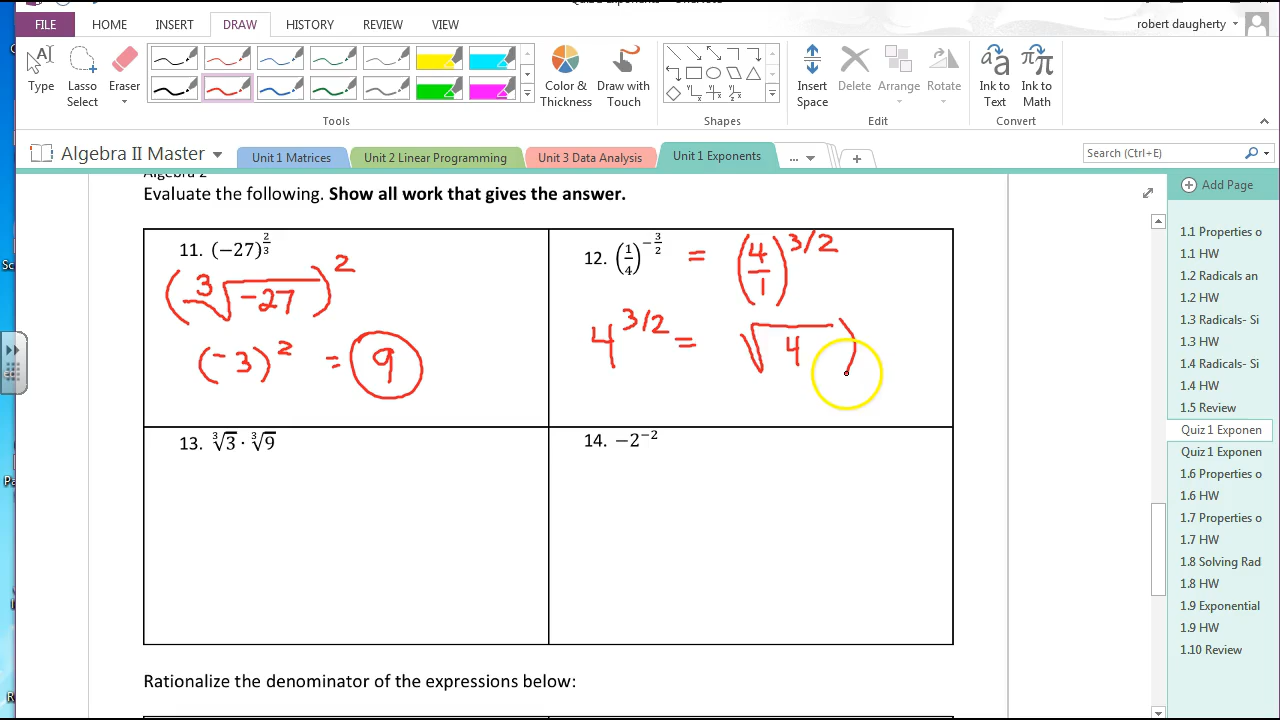 robert daugherty
FILE HOME INSERT DRAW HISTORY REVIEW VIEW
Type
Lasso Select
Eraser
Color & Thickness
Draw with Touch
Insert Space
Delete
Arrange
Rotate
Ink to Text
Ink to Math
Tools Shapes Edit Convert
Algebra II Master
Unit 1 Matrices
Unit 2 Linear Programming
Unit 3 Data Analysis
Unit 1 Exponents
...
Search (Ctrl+E)
Add Page
Algebra 2
Evaluate the following. Show all work that gives the answer.
11. (−27)^(2/3)
(∛−27)²
(−3)² = 9
12. (1/4)^(−3/2) = (4/1)^3/2
4^3/2 = √4 )
13. ∛3 · ∛9
14. −2⁻²
Rationalize the denominator of the expressions below:
1.1 Properties o
1.1 HW
1.2 Radicals an
1.2 HW
1.3 Radicals- Si
1.3 HW
1.4 Radicals- Si
1.4 HW
1.5 Review
Quiz 1 Exponen
Quiz 1 Exponen
1.6 Properties o
1.6 HW
1.7 Properties o
1.7 HW
1.8 Solving Rad
1.8 HW
1.9 Exponential
1.9 HW
1.10 Review